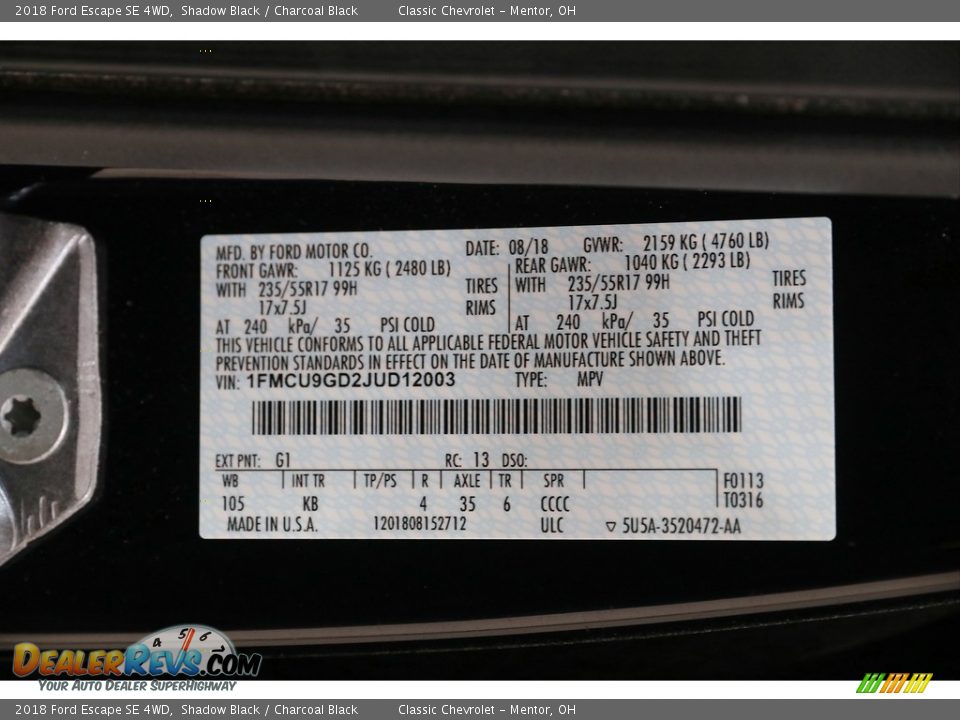 2018 Ford Escape SE 4WD, Shadow Black / Charcoal Black Classic Chevrolet - Mentor, OH
MFD. BY FORD MOTOR CO. DATE: 08/18 GVWR: 2159 KG ( 4760 LB)
FRONT GAWR: 1125 KG ( 2480 LB) REAR GAWR: 1040 KG ( 2293 LB)
WITH 235/55R17 99H TIRES WITH 235/55R17 99H TIRES
17x7.5J RIMS 17x7.5J RIMS
AT 240 kPa/ 35 PSI COLD AT 240 kPa/ 35 PSI COLD
THIS VEHICLE CONFORMS TO ALL APPLICABLE FEDERAL MOTOR VEHICLE SAFETY AND THEFT
PREVENTION STANDARDS IN EFFECT ON THE DATE OF MANUFACTURE SHOWN ABOVE.
VIN: 1FMCU9GD2JUD12003 TYPE: MPV
EXT PNT: G1 RC: 13 DSO:
WB INT TR TP/PS R AXLE TR SPR F0113
105 KB 4 35 6 CCCC T0316
MADE IN U.S.A. 1201808152712 ULC ▽ 5U5A-3520472-AA
4 5 6
DealerRevs.com
Your Auto Dealer SuperHighway
2018 Ford Escape SE 4WD, Shadow Black / Charcoal Black Classic Chevrolet - Mentor, OH